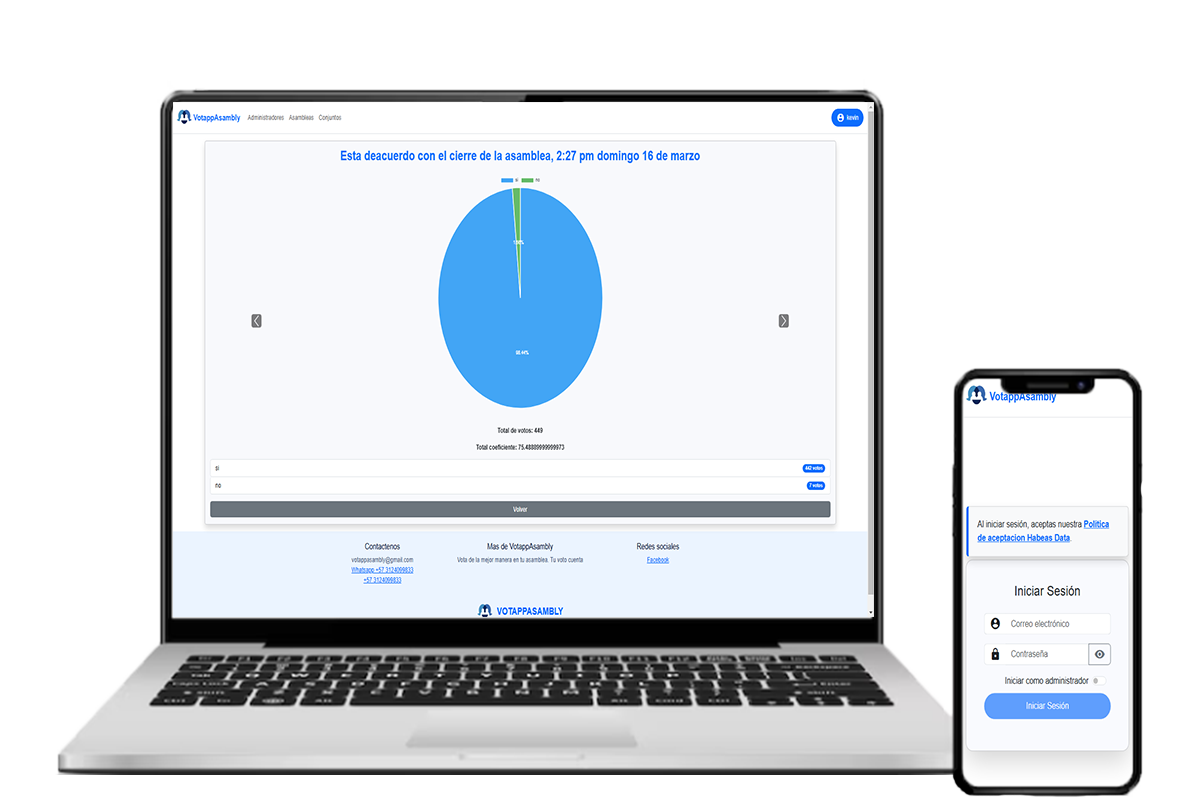 VotappAsambly Administradores Asambleas Conjuntos kevin
Esta deacuerdo con el cierre de la asamblea, 2:27 pm domingo 16 de marzo
si no
98.44%
Total de votos: 449
Total coeficiente: 75.48889999999973
si 442 votos
no 7 votos
Volver
Contactenos
votappasambly@gmail.com
Whatsapp +57 3124099833
+57 3124099833
Mas de VotappAsambly
Vota de la mejor manera en tu asamblea. Tu voto cuenta
Redes sociales
Facebook
VOTAPPASAMBLY
VotappAsambly
Al iniciar sesión, aceptas nuestra Politica
de aceptacion Habeas Data.
Iniciar Sesión
Correo electrónico
Contraseña
Iniciar como administrador
Iniciar Sesión